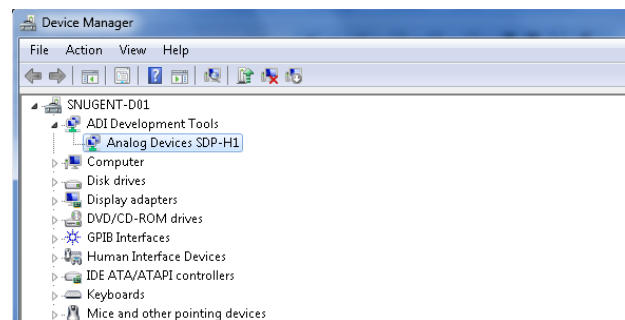 Device Manager
File Action View Help
SNUGENT-D01
ADI Development Tools
Analog Devices SDP-H1
Computer
Disk drives
Display adapters
DVD/CD-ROM drives
GPIB Interfaces
Human Interface Devices
IDE ATA/ATAPI controllers
Keyboards
Mice and other pointing devices